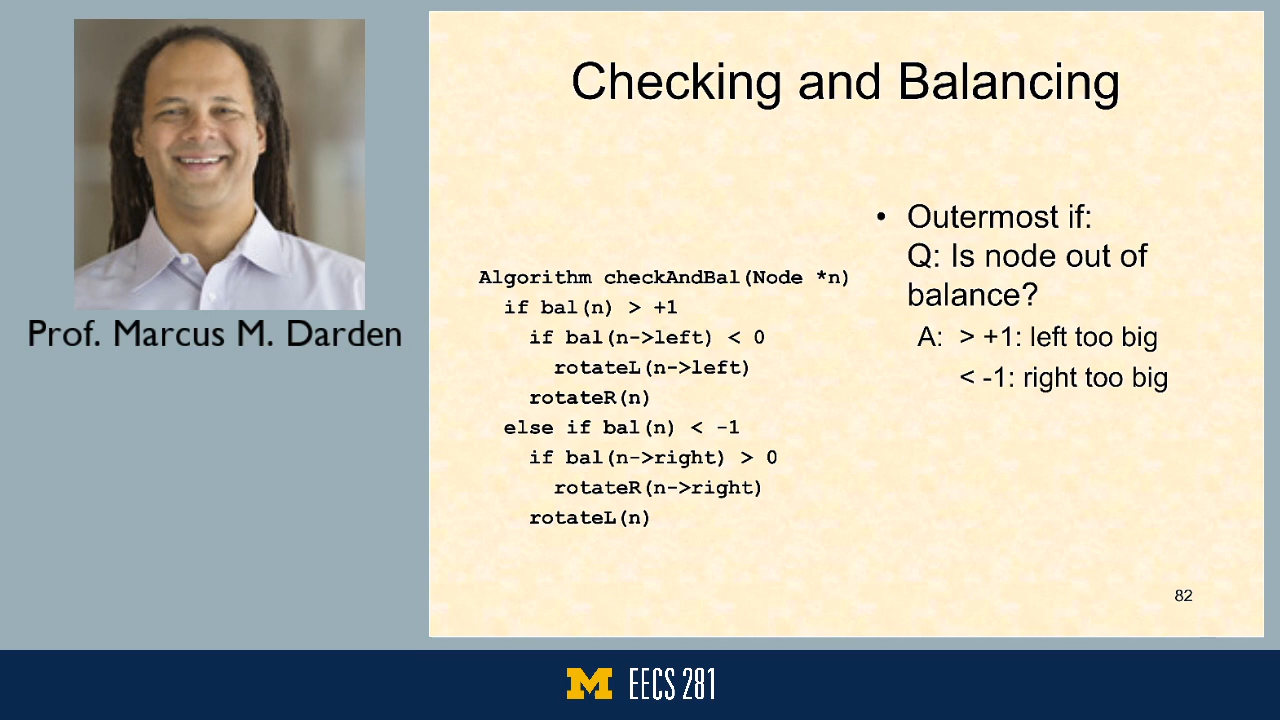 Prof. Marcus M. Darden
Checking and Balancing
Algorithm checkAndBal(Node *n)
if bal(n) > +1
if bal(n->left) < 0
rotateL(n->left)
rotateR(n)
else if bal(n) < -1
if bal(n->right) > 0
rotateR(n->right)
rotateL(n)
• Outermost if:
Q: Is node out of
balance?
A: > +1: left too big
< -1: right too big
82
M EECS 281